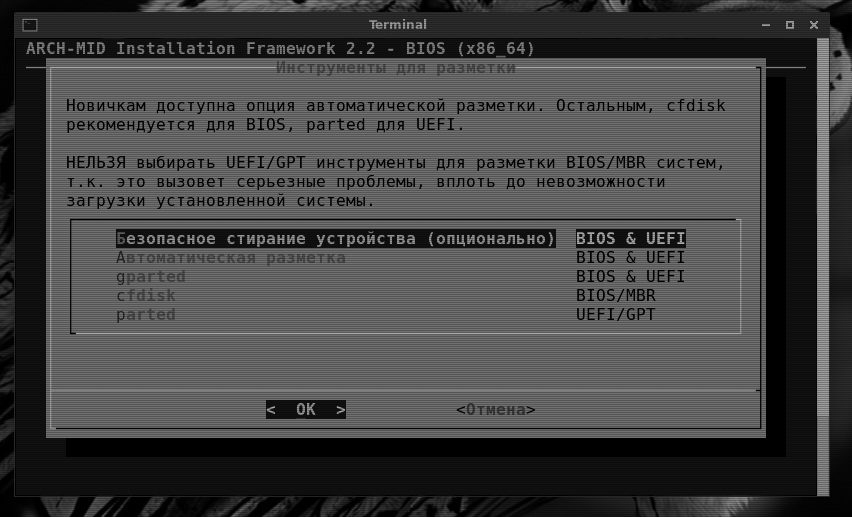 Terminal
ARCH-MID Installation Framework 2.2 - BIOS (x86_64)
Инструменты для разметки
Новичкам доступна опция автоматической разметки. Остальным, cfdisk
рекомендуется для BIOS, parted для UEFI.
НЕЛЬЗЯ выбирать UEFI/GPT инструменты для разметки BIOS/MBR систем,
т.к. это вызовет серьезные проблемы, вплоть до невозможности
загрузки установленной системы.
Безопасное стирание устройства (опционально) BIOS & UEFI
Автоматическая разметка BIOS & UEFI
gparted BIOS & UEFI
cfdisk BIOS/MBR
parted UEFI/GPT
< OK > <Отмена>